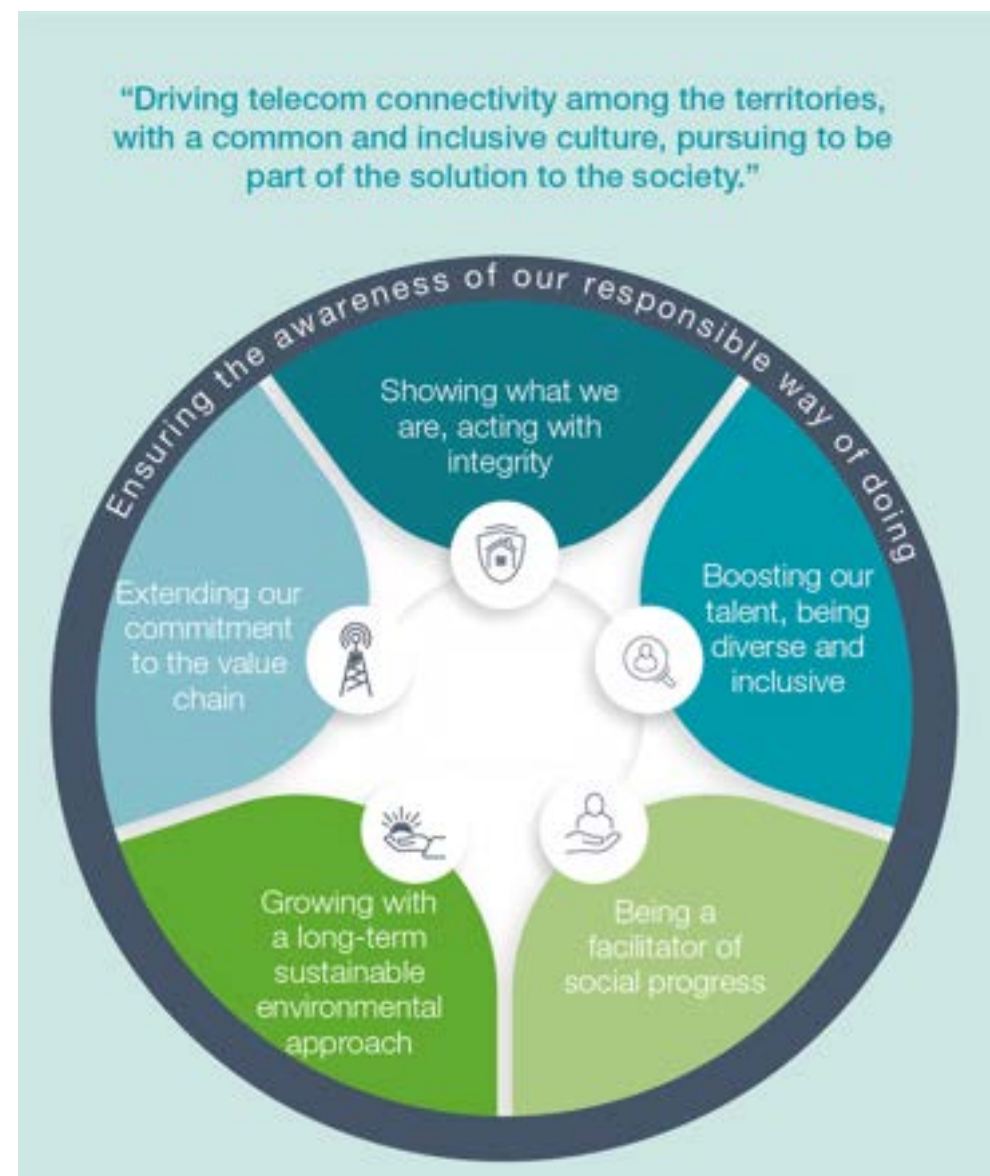 “Driving telecom connectivity among the territories,
with a common and inclusive culture, pursuing to be
part of the solution to the society.”
Ensuring the awareness of our responsible way of doing
Showing what we
are, acting with
integrity
Boosting our
talent, being
diverse and
inclusive
Being a
facilitator of
social progress
Growing with
a long-term
sustainable
environmental
approach
Extending our
commitment
to the value
chain